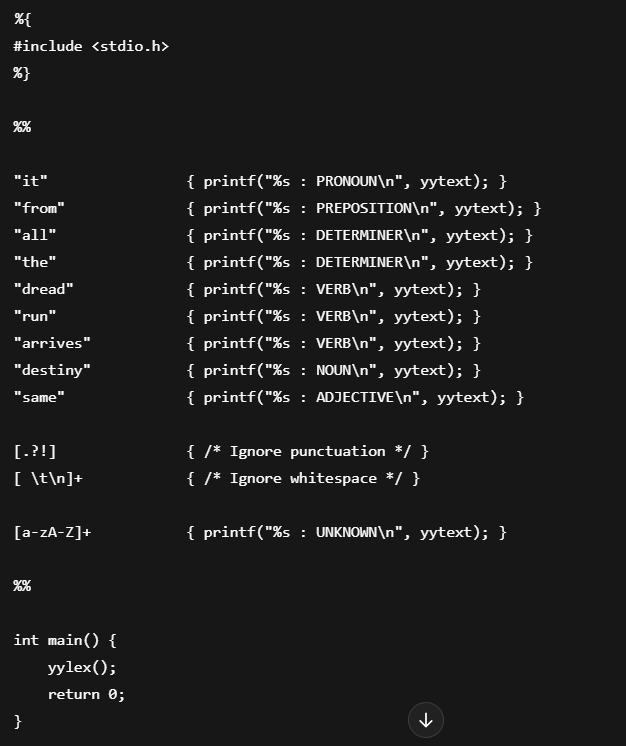 %{
#include <stdio.h>
%}
%%
"it" { printf("%s : PRONOUN\n", yytext); }
"from" { printf("%s : PREPOSITION\n", yytext); }
"all" { printf("%s : DETERMINER\n", yytext); }
"the" { printf("%s : DETERMINER\n", yytext); }
"dread" { printf("%s : VERB\n", yytext); }
"run" { printf("%s : VERB\n", yytext); }
"arrives" { printf("%s : VERB\n", yytext); }
"destiny" { printf("%s : NOUN\n", yytext); }
"same" { printf("%s : ADJECTIVE\n", yytext); }
[.?!] { /* Ignore punctuation */ }
[ \t\n]+ { /* Ignore whitespace */ }
[a-zA-Z]+ { printf("%s : UNKNOWN\n", yytext); }
%%
int main() {
    yylex();
    return 0;
}